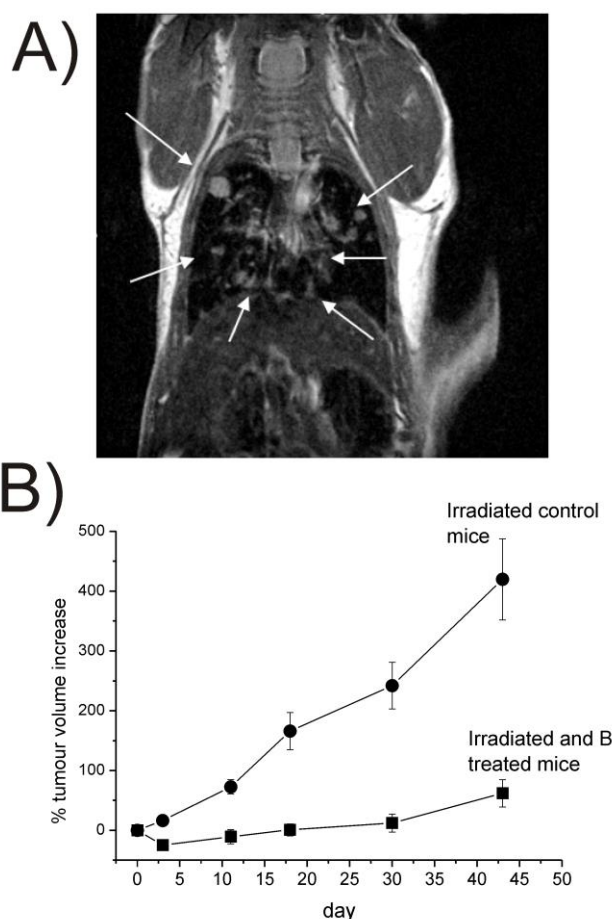 A)
B)
Irradiated control
mice
% tumour volume increase
500
400
300
200
100
0
Irradiated and B
treated mice
0 5 10 15 20 25 30 35 40 45 50
day